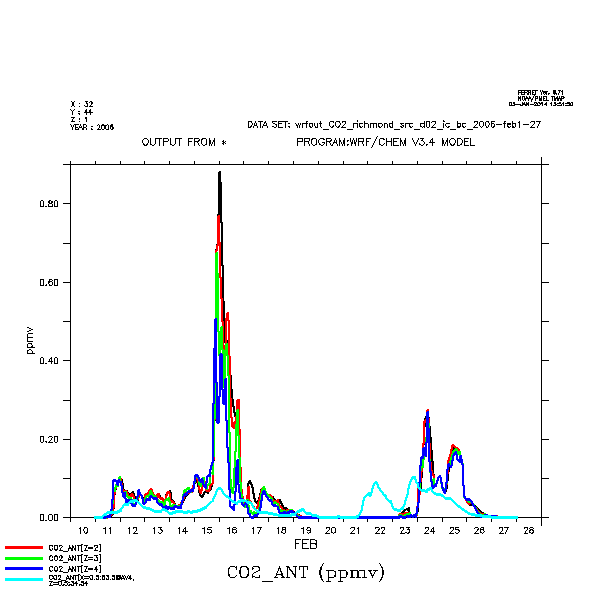 FERRET Ver. 6.71
NOAA/PMEL TMAP
X : 32
Y : 44
Z : 1
YEAR : 2006
DATA SET: wrfout_CO2_richmond_src_d02_ic_bc_2006-feb1-27
OUTPUT FROM * PROGRAM:WRF/CHEM V3.4 MODEL
0.80
0.60
0.40
0.20
0.00
ppmv
10 11 12 13 14 15 16 17 18 19 20 21 22 23 24 25 26 27 28
FEB
CO2_ANT[Z=2]
CO2_ANT[Z=3]
CO2_ANT[Z=4]
CO2_ANT (ppmv)